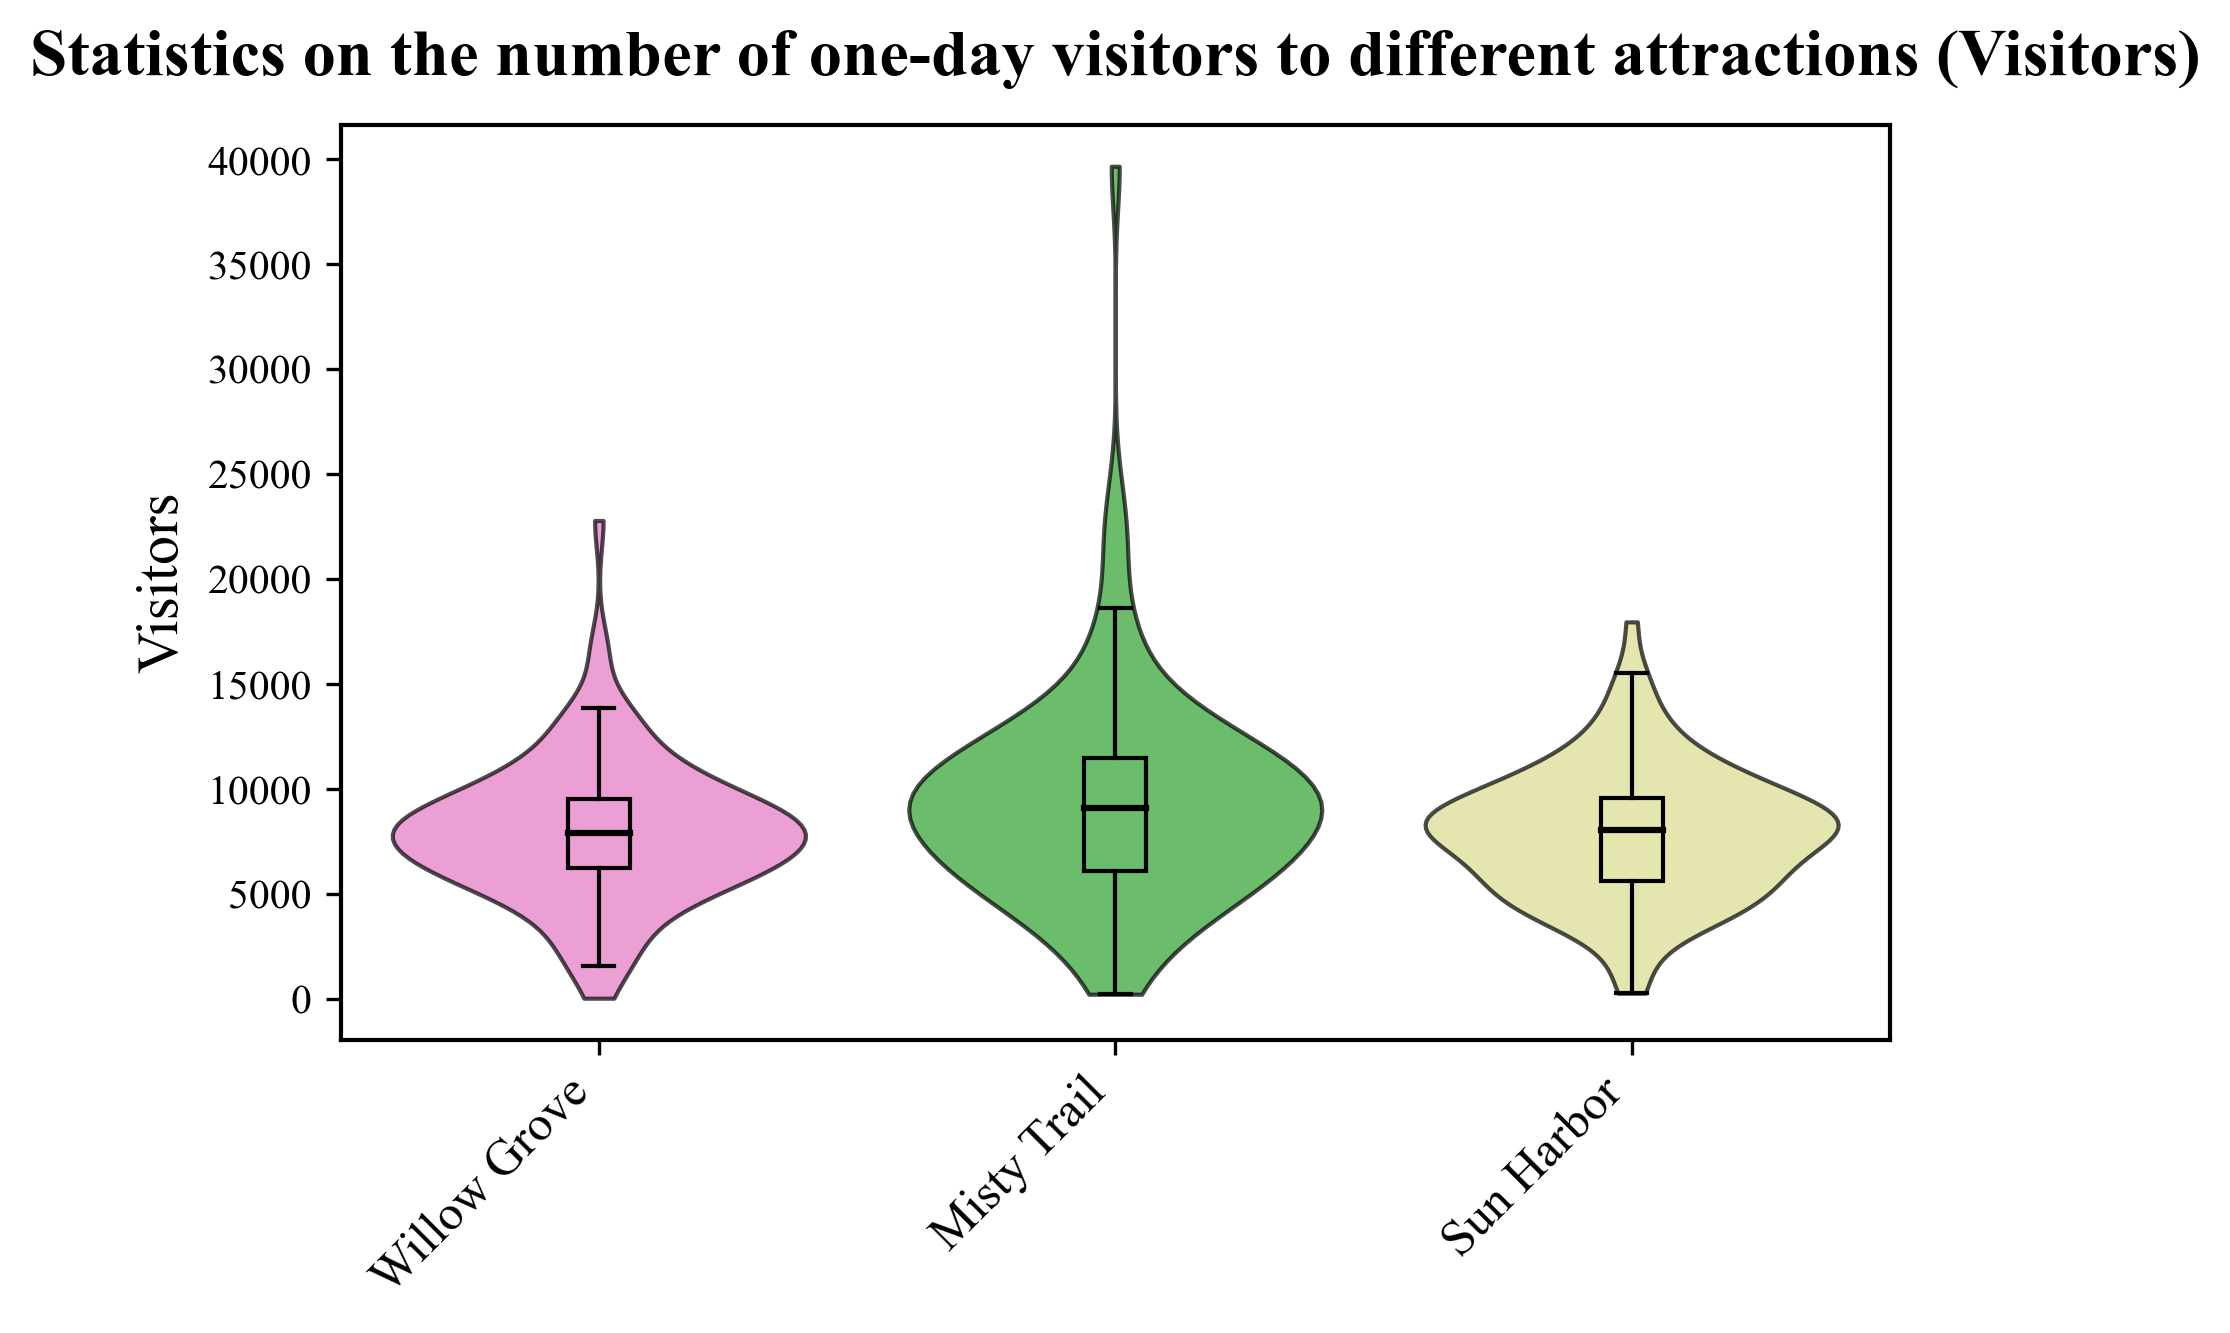 Statistics on the number of one-day visitors to different attractions (Visitors)
Visitors
40000
35000
30000
25000
20000
15000
10000
5000
0
Willow Grove
Misty Trail
Sun Harbor